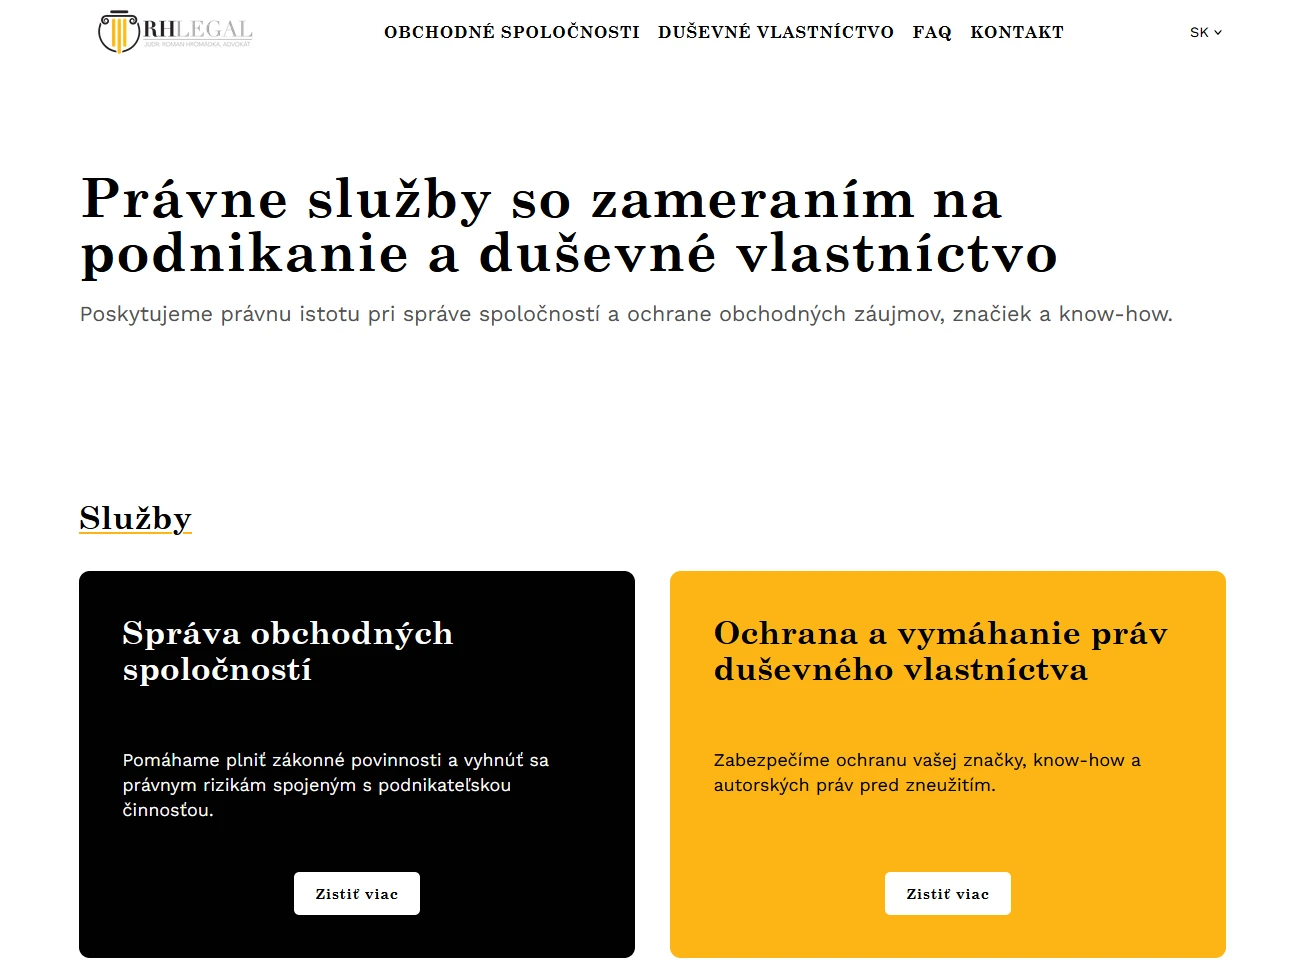 RHLEGAL
JUDR. ROMAN HROMÁDKA, ADVOKÁT
OBCHODNÉ SPOLOČNOSTI DUŠEVNÉ VLASTNÍCTVO FAQ KONTAKT
SK
Právne služby so zameraním na
podnikanie a duševné vlastníctvo
Poskytujeme právnu istotu pri správe spoločností a ochrane obchodných záujmov, značiek a know-how.
Služby
Správa obchodných
spoločností
Pomáhame plniť zákonné povinnosti a vyhnúť sa
právnym rizikám spojeným s podnikateľskou
činnosťou.
Zistiť viac
Ochrana a vymáhanie práv
duševného vlastníctva
Zabezpečíme ochranu vašej značky, know-how a
autorských práv pred zneužitím.
Zistiť viac